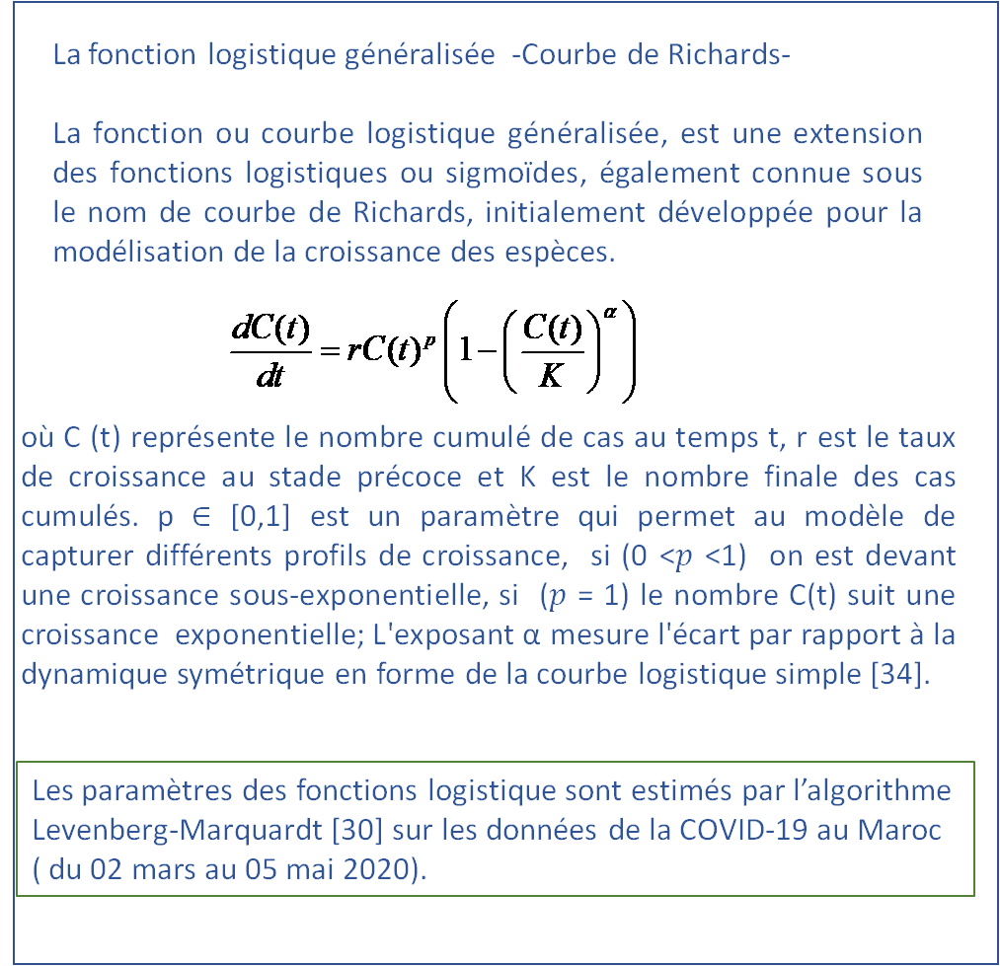 La fonction logistique généralisée -Courbe de Richards-
La fonction ou courbe logistique généralisée, est une extension
des fonctions logistiques ou sigmoïdes, également connue sous
le nom de courbe de Richards, initialement développée pour la
modélisation de la croissance des espèces.
dC(t)/dt = rC(t)^p (1−(C(t)/K)^α)
où C (t) représente le nombre cumulé de cas au temps t, r est le taux
de croissance au stade précoce et K est le nombre finale des cas
cumulés. p ∈ [0,1] est un paramètre qui permet au modèle de
capturer différents profils de croissance, si (0 <p <1) on est devant
une croissance sous-exponentielle, si (p = 1) le nombre C(t) suit une
croissance exponentielle; L'exposant α mesure l'écart par rapport à la
dynamique symétrique en forme de la courbe logistique simple [34].
Les paramètres des fonctions logistique sont estimés par l’algorithme
Levenberg-Marquardt [30] sur les données de la COVID-19 au Maroc
( du 02 mars au 05 mai 2020).